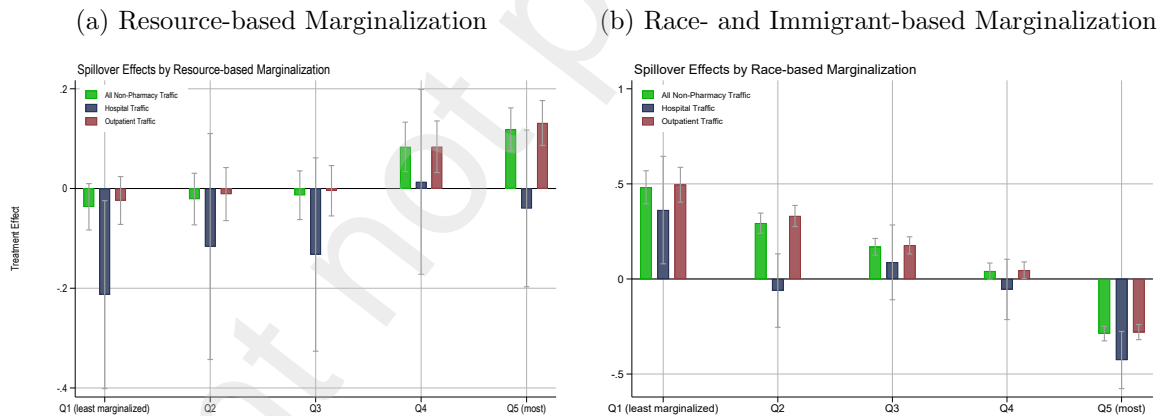 (a) Resource-based Marginalization
(b) Race- and Immigrant-based Marginalization
Spillover Effects by Resource-based Marginalization
.2
All Non-Pharmacy Traffic
Hospital Traffic
Outpatient Traffic
0
Treatment Effect
-.2
-.4
Q1 (least marginalized)
Q2
Q3
Q4
Q5 (most)
Spillover Effects by Race-based Marginalization
1
All Non-Pharmacy Traffic
Hospital Traffic
Outpatient Traffic
.5
0
-.5
Q1 (least marginalized)
Q2
Q3
Q4
Q5 (most)
not p
nt n